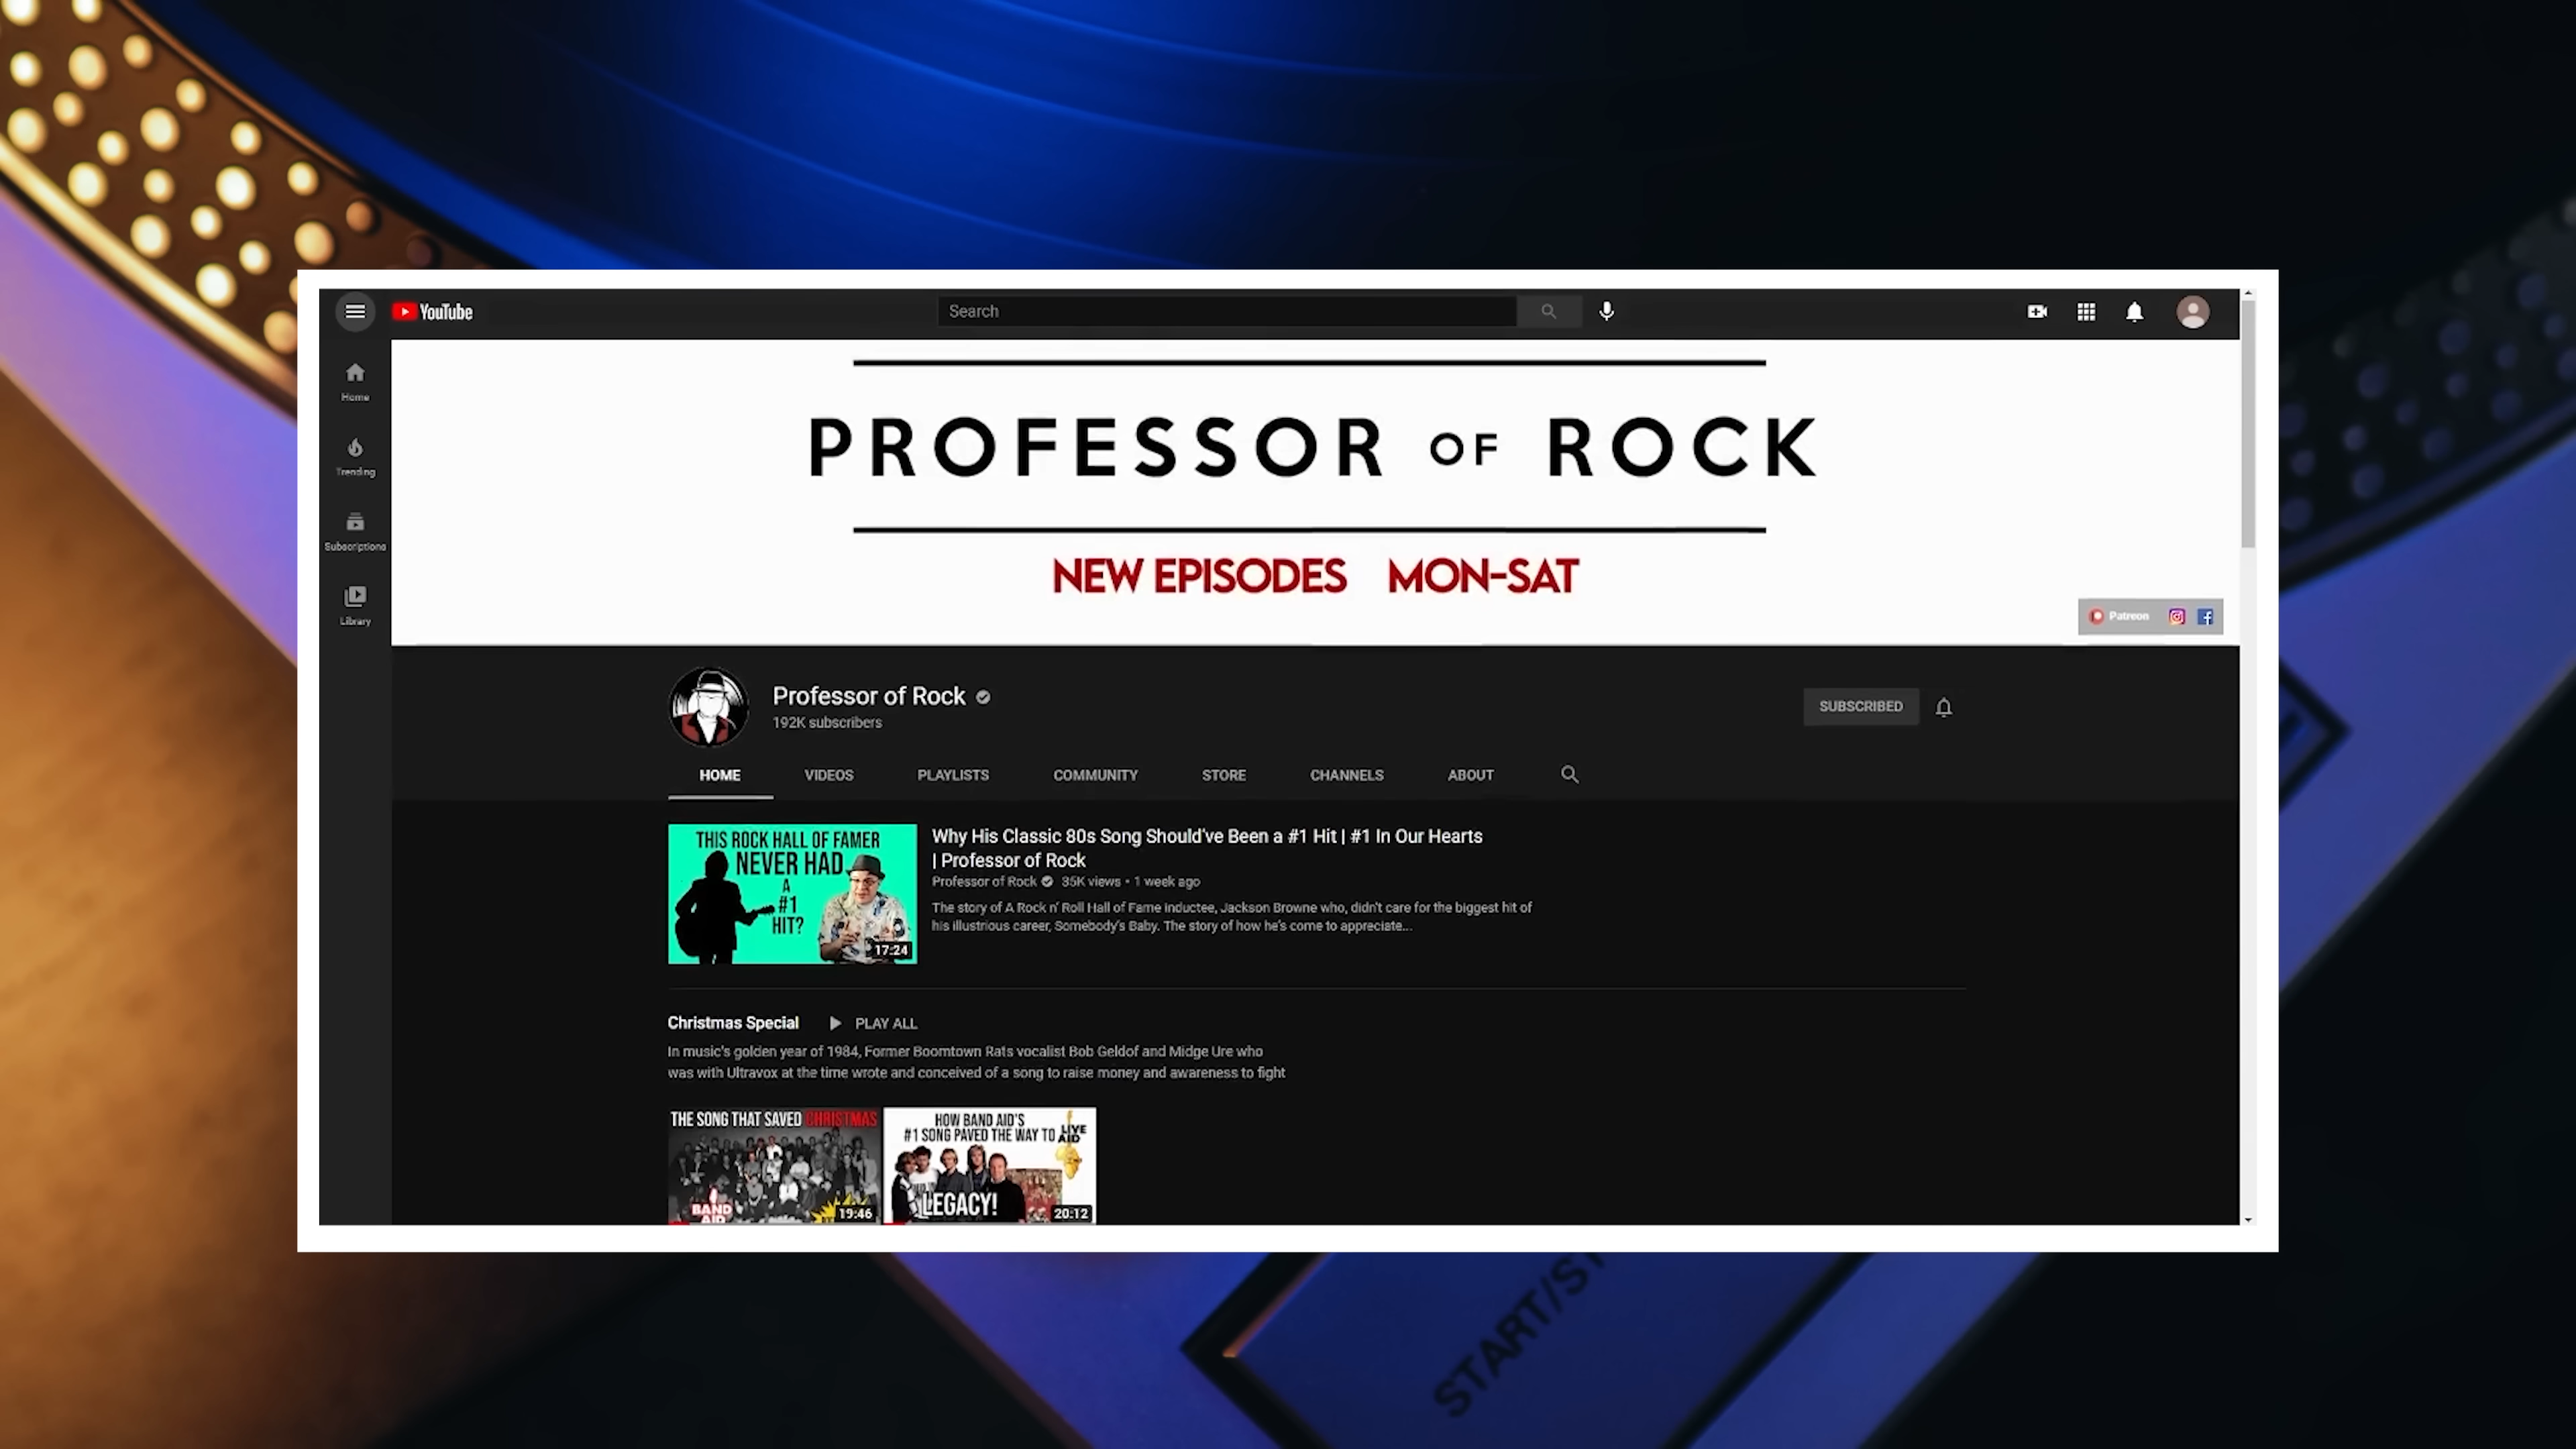 YouTube
Search
Home
Trending
Subscriptions
Library
PROFESSOR OF ROCK
NEW EPISODES MON-SAT
Patreon
Professor of Rock
192K subscribers
SUBSCRIBED
HOME VIDEOS PLAYLISTS COMMUNITY STORE CHANNELS ABOUT
THIS ROCK HALL OF FAMER
NEVER HAD
A
#1
HIT?
17:24
Why His Classic 80s Song Should've Been a #1 Hit | #1 In Our Hearts
| Professor of Rock
Professor of Rock 35K views • 1 week ago
The story of A Rock n' Roll Hall of Fame inductee, Jackson Browne who, didn't care for the biggest hit of
his illustrious career, Somebody's Baby. The story of how he's come to appreciate...
Christmas Special PLAY ALL
In music's golden year of 1984, Former Boomtown Rats vocalist Bob Geldof and Midge Ure who
was with Ultravox at the time wrote and conceived of a song to raise money and awareness to fight
THE SONG THAT SAVED CHRISTMAS
BAND
AID
19:46
HOW BAND AID'S
#1 SONG PAVED THE WAY TO LIVE
AID
LEGACY!
20:12
START/ST